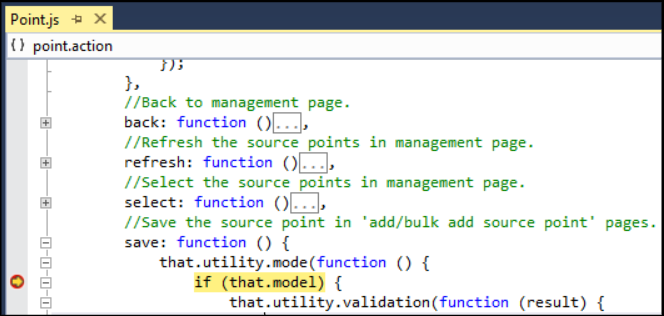 Point.js
{ } point.action
});
},
//Back to management page.
back: function ()...,
//Refresh the source points in management page.
refresh: function ()...,
//Select the source points in management page.
select: function ()...,
//Save the source point in 'add/bulk add source point' pages.
save: function () {
that.utility.mode(function () {
if (that.model) {
that.utility.validation(function (result) {